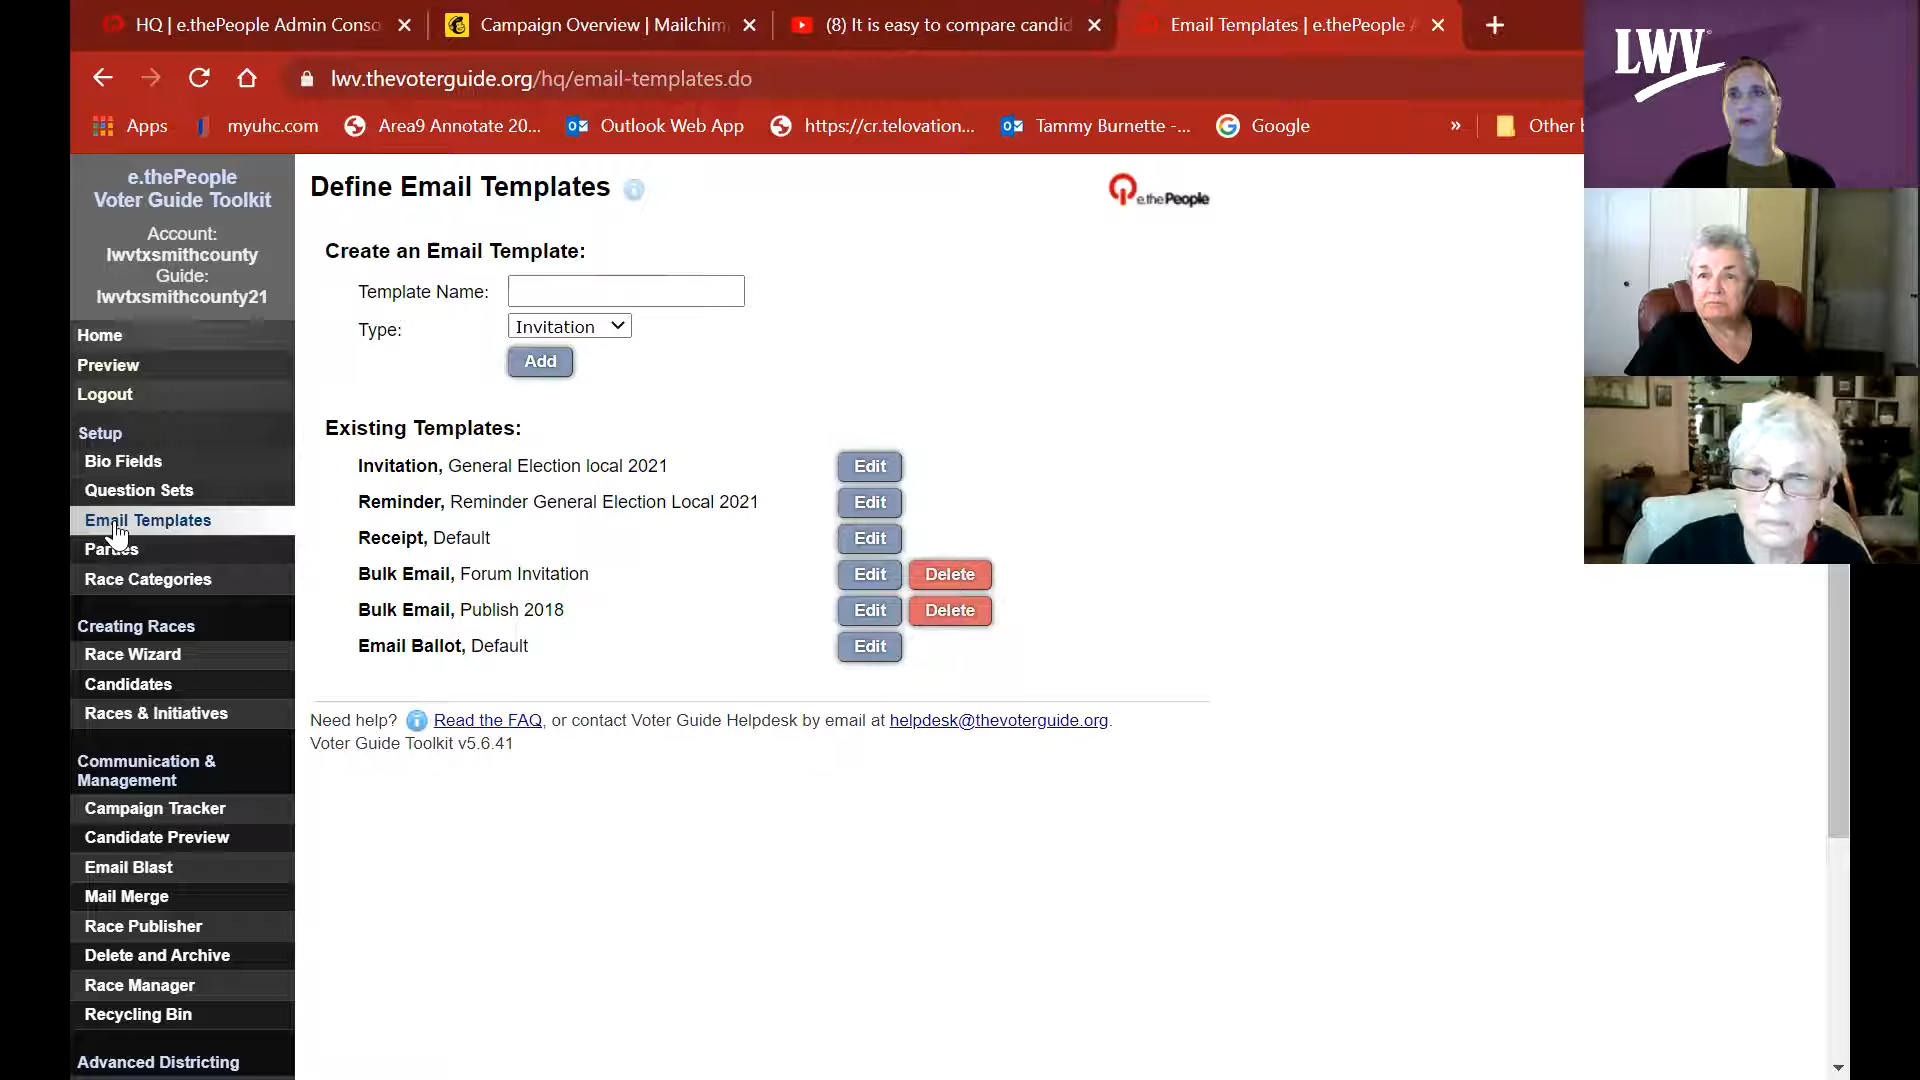 HQ | e.thePeople Admin Conso
Campaign Overview | Mailchim
(8) It is easy to compare candid
Email Templates | e.thePeople A
lwv.thevoterguide.org/hq/email-templates.do
Apps
myuhc.com
Area9 Annotate 20...
Outlook Web App
https://cr.telovation...
Tammy Burnette -...
Google
»
Other b
LWV
e.thePeople
Voter Guide Toolkit
Account:
lwvtxsmithcounty
Guide:
lwvtxsmithcounty21
Home
Preview
Logout
Setup
Bio Fields
Question Sets
Email Templates
Parties
Race Categories
Creating Races
Race Wizard
Candidates
Races & Initiatives
Communication &
Management
Campaign Tracker
Candidate Preview
Email Blast
Mail Merge
Race Publisher
Delete and Archive
Race Manager
Recycling Bin
Advanced Districting
Define Email Templates
e.thePeople
Create an Email Template:
Template Name:
Type: Invitation
Add
Existing Templates:
Invitation, General Election local 2021 Edit
Reminder, Reminder General Election Local 2021 Edit
Receipt, Default Edit
Bulk Email, Forum Invitation Edit Delete
Bulk Email, Publish 2018 Edit Delete
Email Ballot, Default Edit
Need help? Read the FAQ, or contact Voter Guide Helpdesk by email at helpdesk@thevoterguide.org.
Voter Guide Toolkit v5.6.41